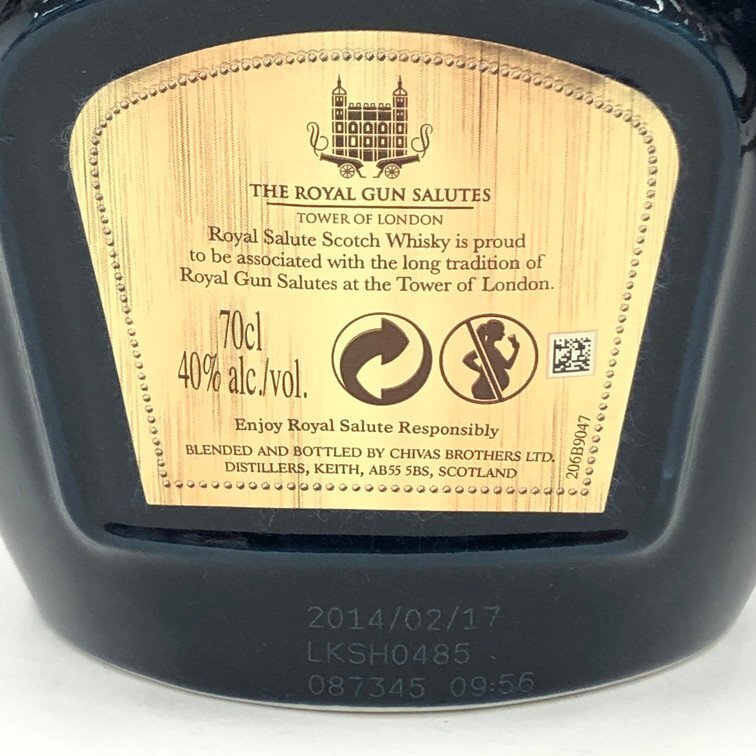 THE ROYAL GUN SALUTES
TOWER OF LONDON
Royal Salute Scotch Whisky is proud
to be associated with the long tradition of
Royal Gun Salutes at the Tower of London.
70cl
40% alc./vol.
Enjoy Royal Salute Responsibly
BLENDED AND BOTTLED BY CHIVAS BROTHERS LTD.
DISTILLERS, KEITH, AB55 5BS, SCOTLAND
206B9047
2014/02/17
LKSH0485
087345 09:56